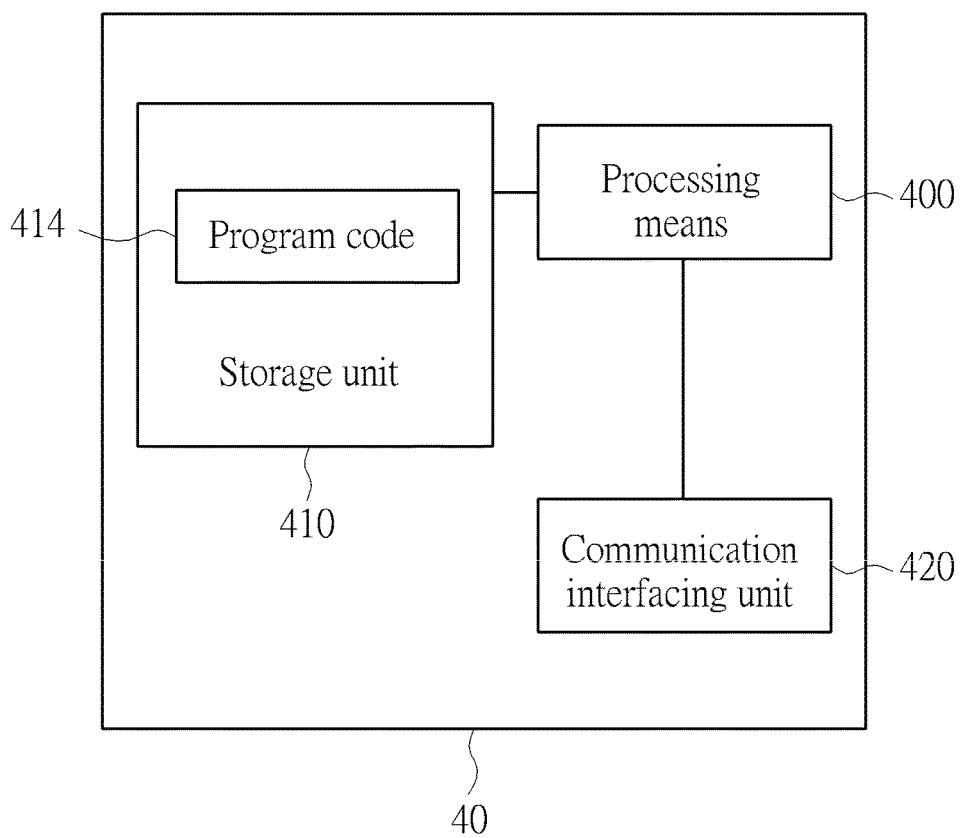 Processing
means
400
414
Program code
Storage unit
410
Communication
interfacing unit
420
40